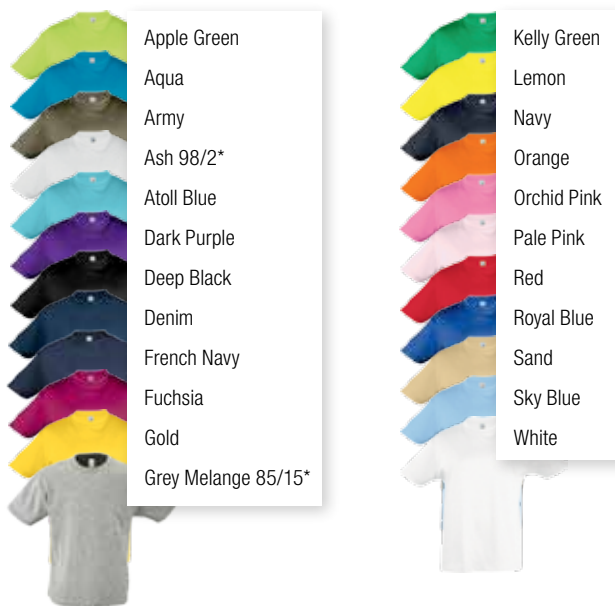 Apple Green
Aqua
Army
Ash 98/2*
Atoll Blue
Dark Purple
Deep Black
Denim
French Navy
Fuchsia
Gold
Grey Melange 85/15*
Kelly Green
Lemon
Navy
Orange
Orchid Pink
Pale Pink
Red
Royal Blue
Sand
Sky Blue
White